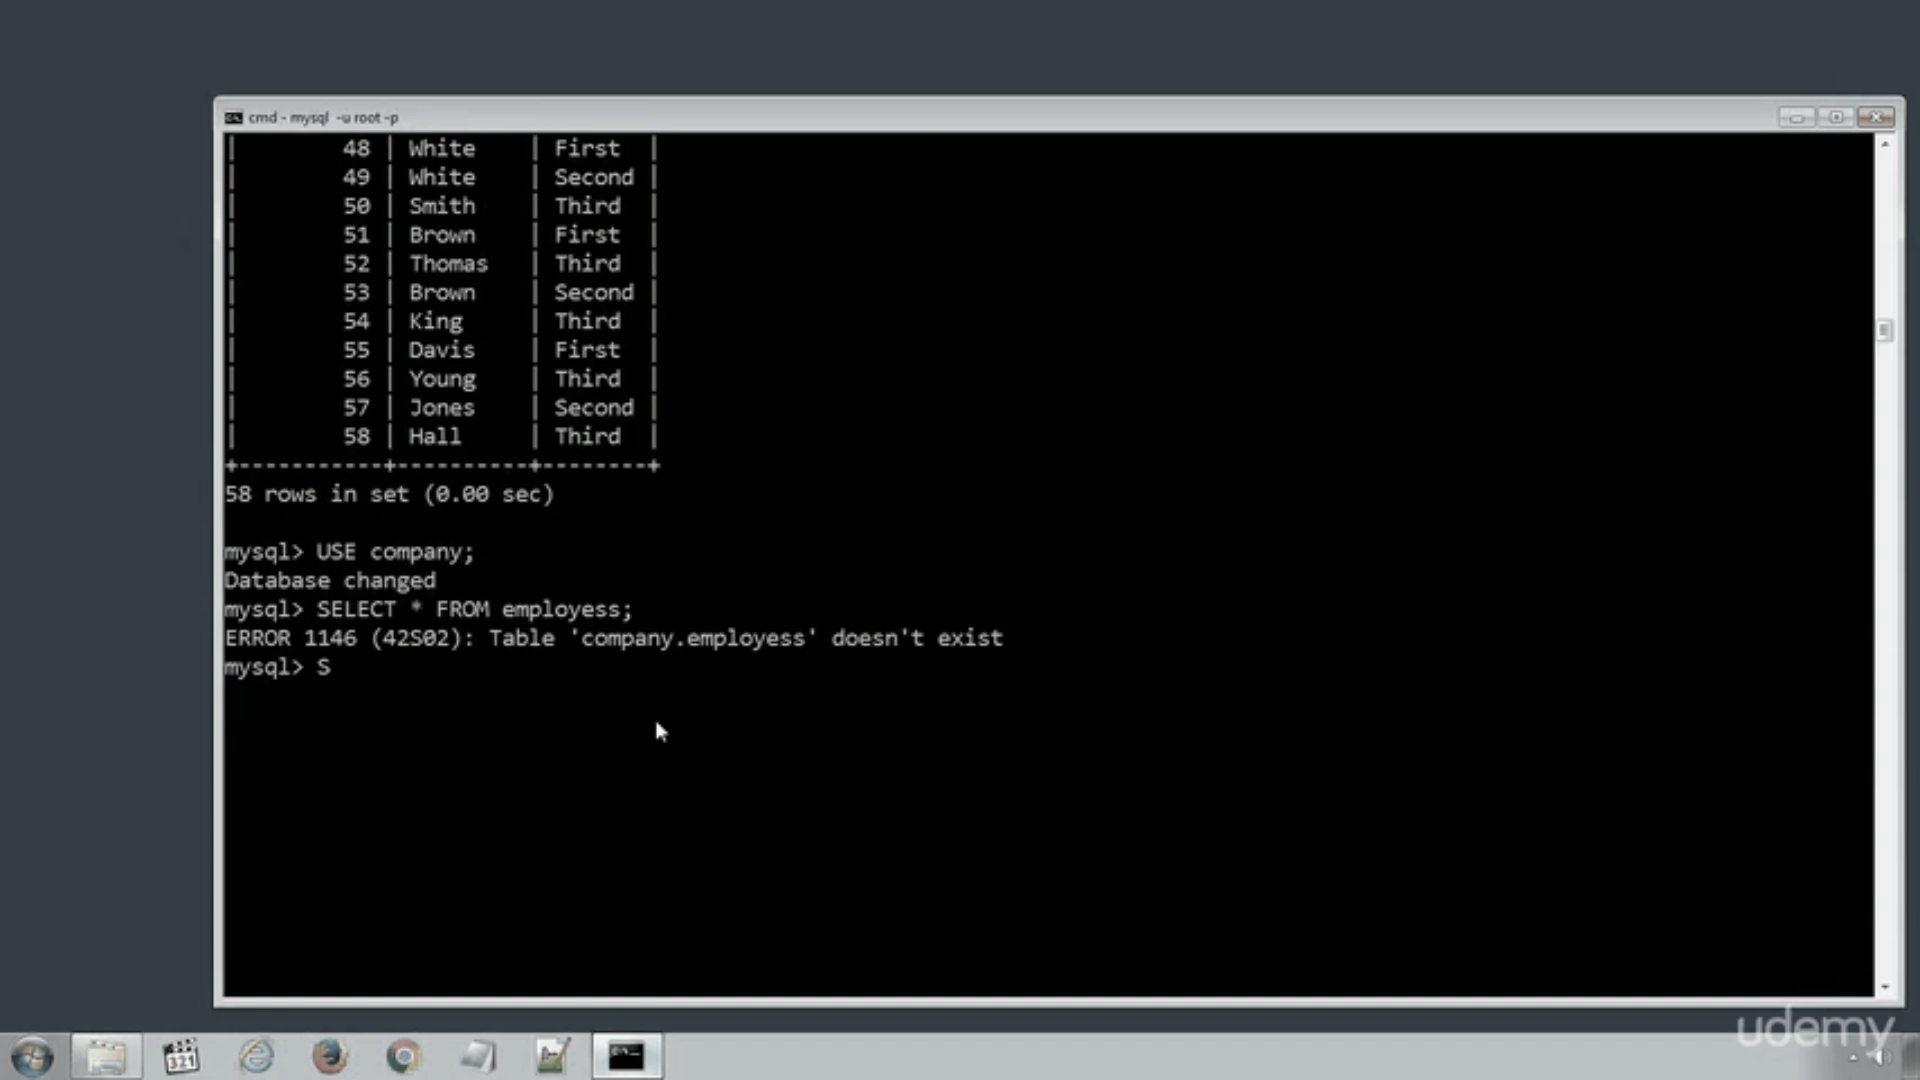 cmd - mysql -u root -p
| 48 | White | First |
| 49 | White | Second |
| 50 | Smith | Third |
| 51 | Brown | First |
| 52 | Thomas | Third |
| 53 | Brown | Second |
| 54 | King | Third |
| 55 | Davis | First |
| 56 | Young | Third |
| 57 | Jones | Second |
| 58 | Hall | Third |
+-----------+----------+--------+
58 rows in set (0.00 sec)
mysql> USE company;
Database changed
mysql> SELECT * FROM employess;
ERROR 1146 (42S02): Table 'company.employess' doesn't exist
mysql> S
udemy
321